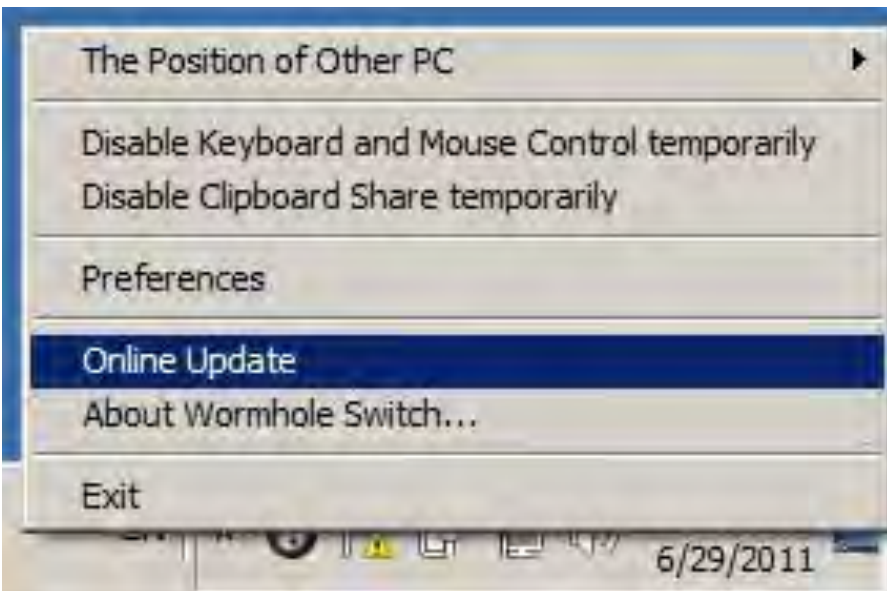 The Position of Other PC
Disable Keyboard and Mouse Control temporarily
Disable Clipboard Share temporarily
Preferences
Online Update
About Wormhole Switch...
Exit
6/29/2011